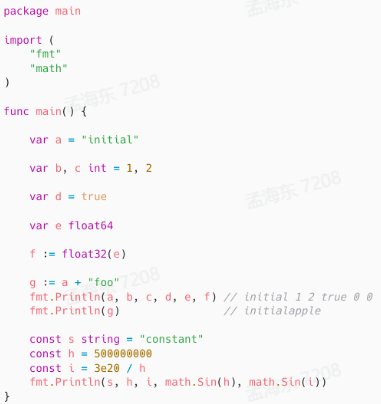 孟海东 7208
package main
import (
    "fmt"
    "math"
)
孟海东 7208
func main() {
    var a = "initial"
    var b, c int = 1, 2
    var d = true
孟海东 7208
    var e float64
    f := float32(e)
    g := a + "foo"
孟海东 7208
    fmt.Println(a, b, c, d, e, f) // initial 1 2 true 0 0
    fmt.Println(g)                // initialapple
    const s string = "constant"
    const h = 500000000
    const i = 3e20 / h
孟海东 7208
    fmt.Println(s, h, i, math.Sin(h), math.Sin(i))
}